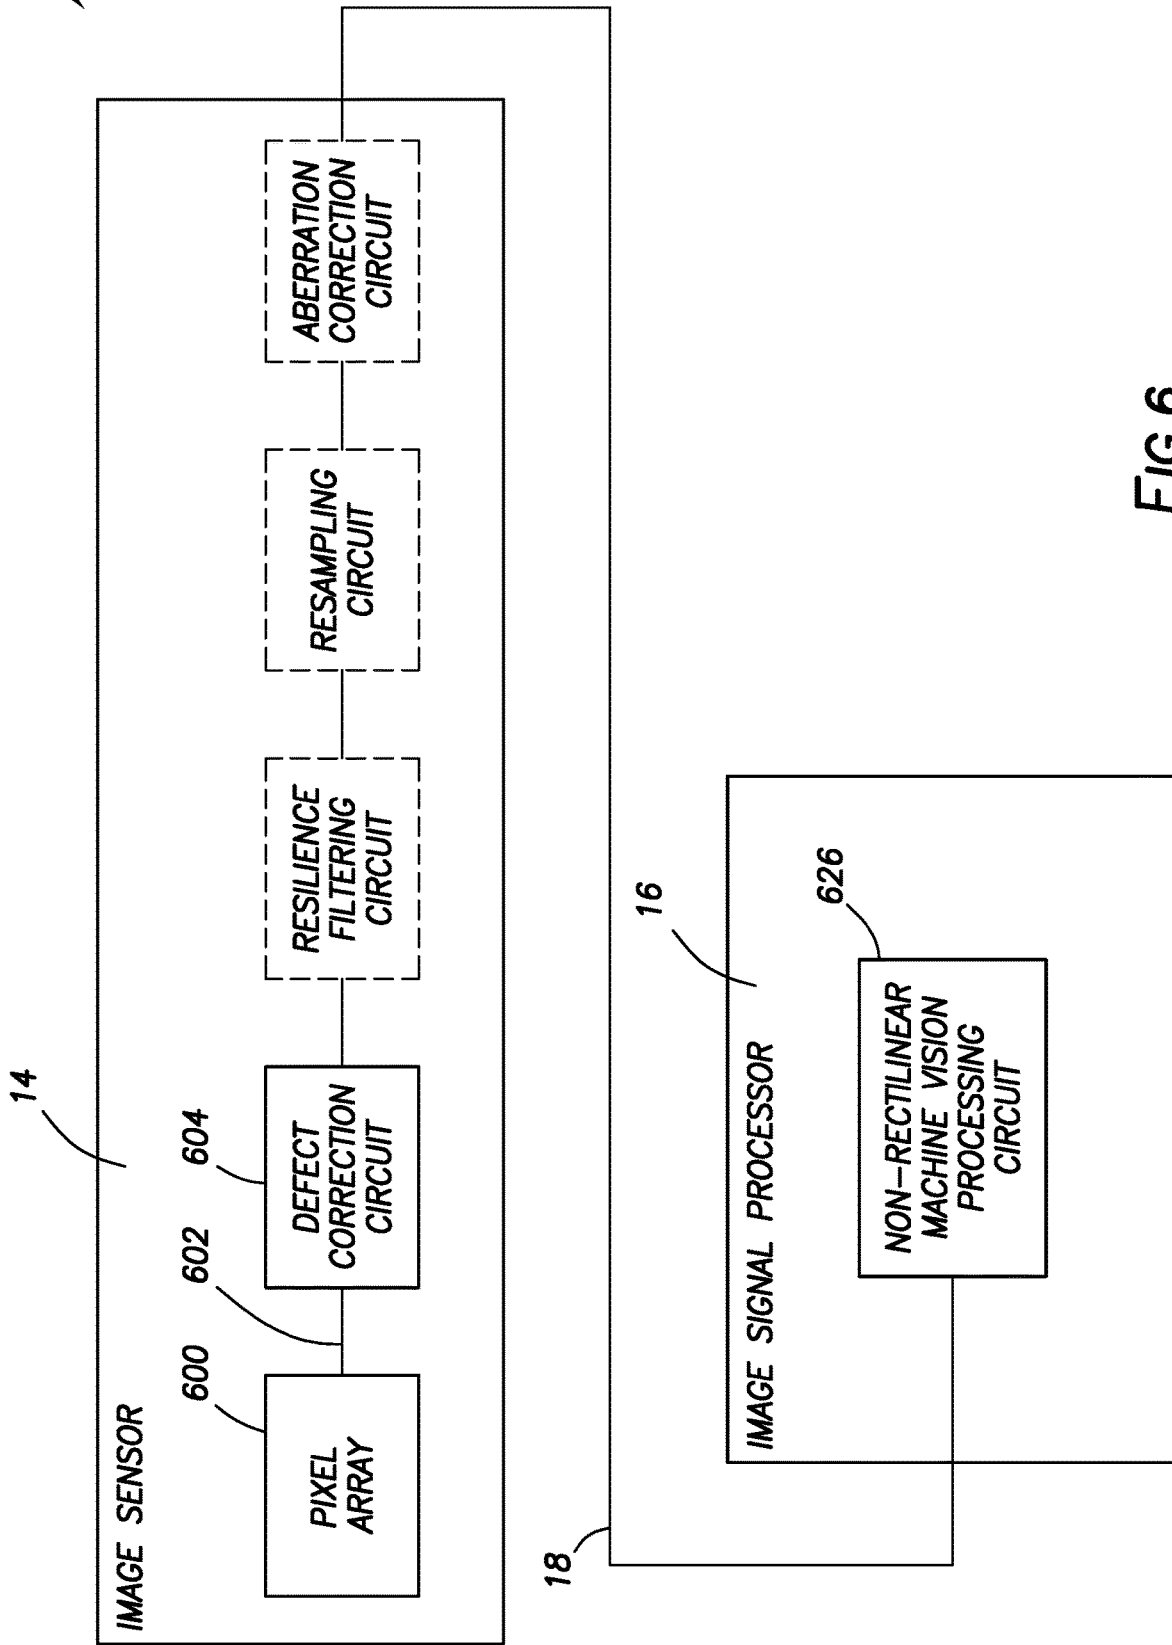 14
IMAGE SENSOR
600
602
604
PIXEL
ARRAY
DEFECT
CORRECTION
CIRCUIT
RESILIENCE
FILTERING
CIRCUIT
RESAMPLING
CIRCUIT
ABERRATION
CORRECTION
CIRCUIT
18
16
IMAGE SIGNAL PROCESSOR
626
NON-RECTILINEAR
MACHINE VISION
PROCESSING
CIRCUIT
FIG.6